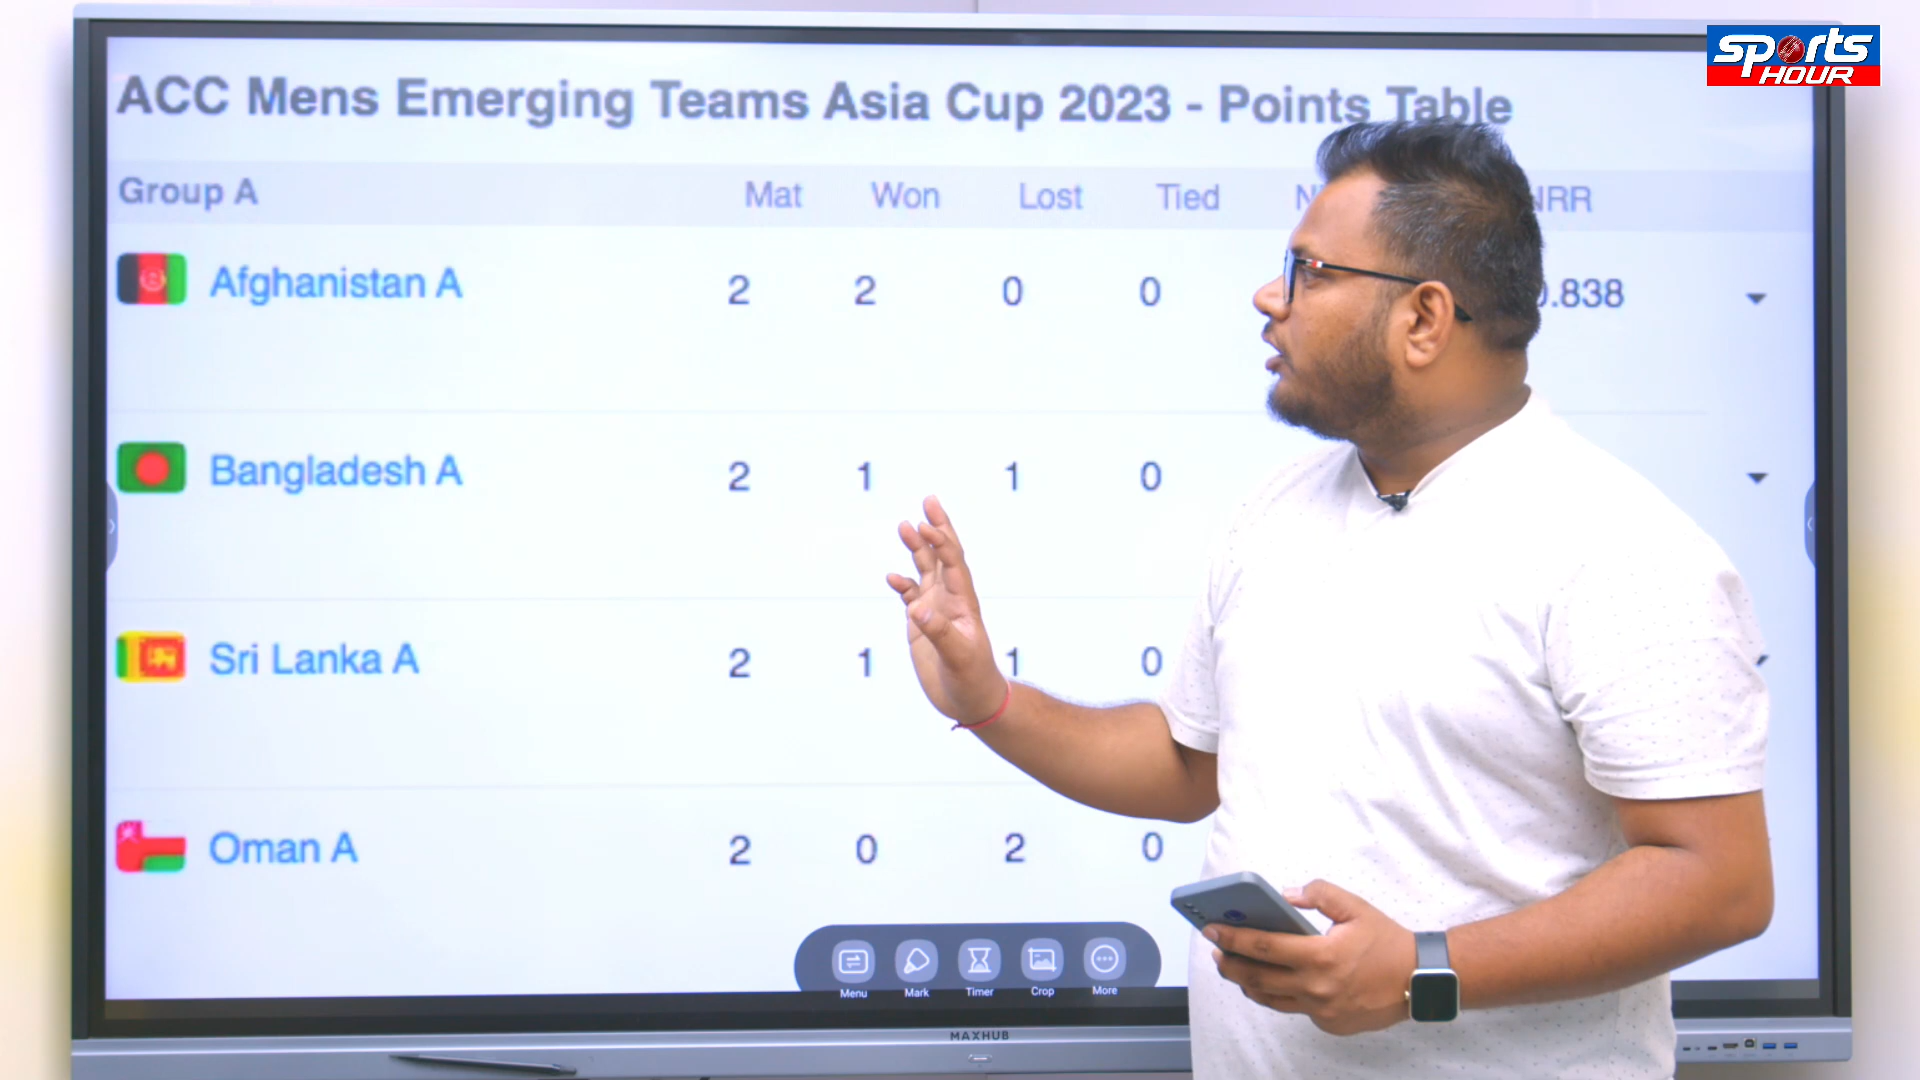 sports
HOUR
ACC Mens Emerging Teams Asia Cup 2023 - Points Table
Group A Mat Won Lost Tied NRR
Afghanistan A 2 2 0 0 .838
Bangladesh A 2 1 1 0
Sri Lanka A 2 1 1 0
Oman A 2 0 2 0
Menu Mark Timer Crop More
MAXHUB